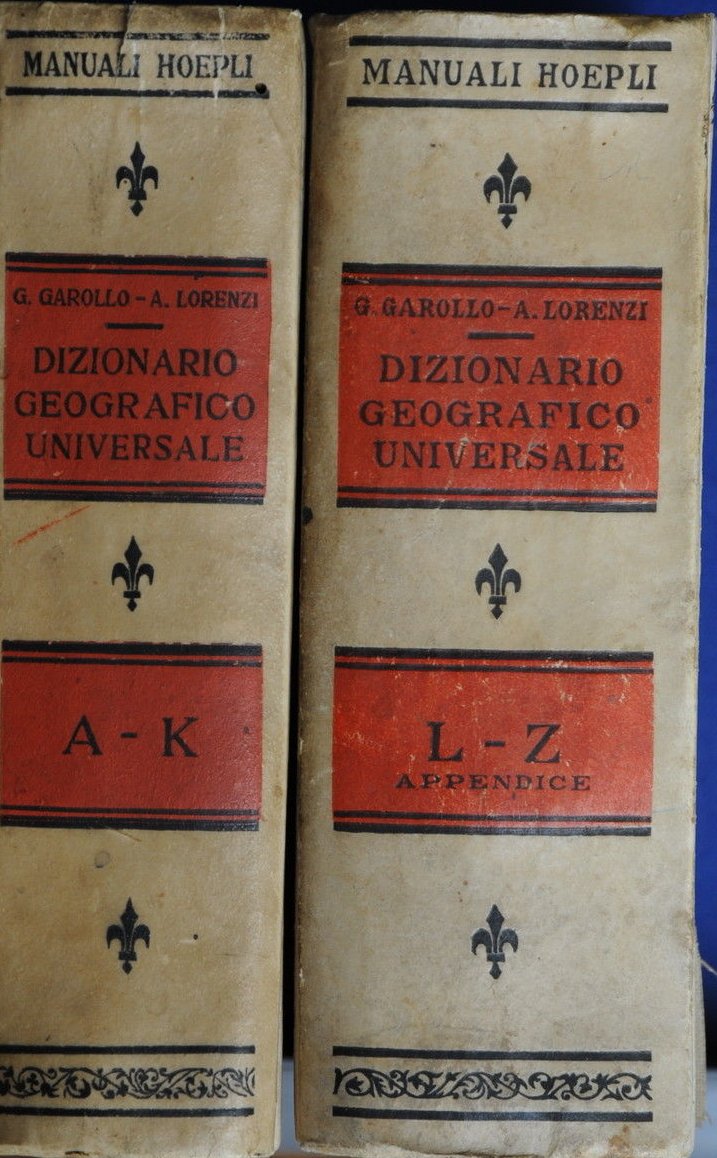 MANUALI HOEPLI
G. GAROLLO – A. LORENZI
DIZIONARIO
GEOGRAFICO
UNIVERSALE
A - K
MANUALI HOEPLI
G. GAROLLO – A. LORENZI
DIZIONARIO
GEOGRAFICO
UNIVERSALE
L - Z
APPENDICE